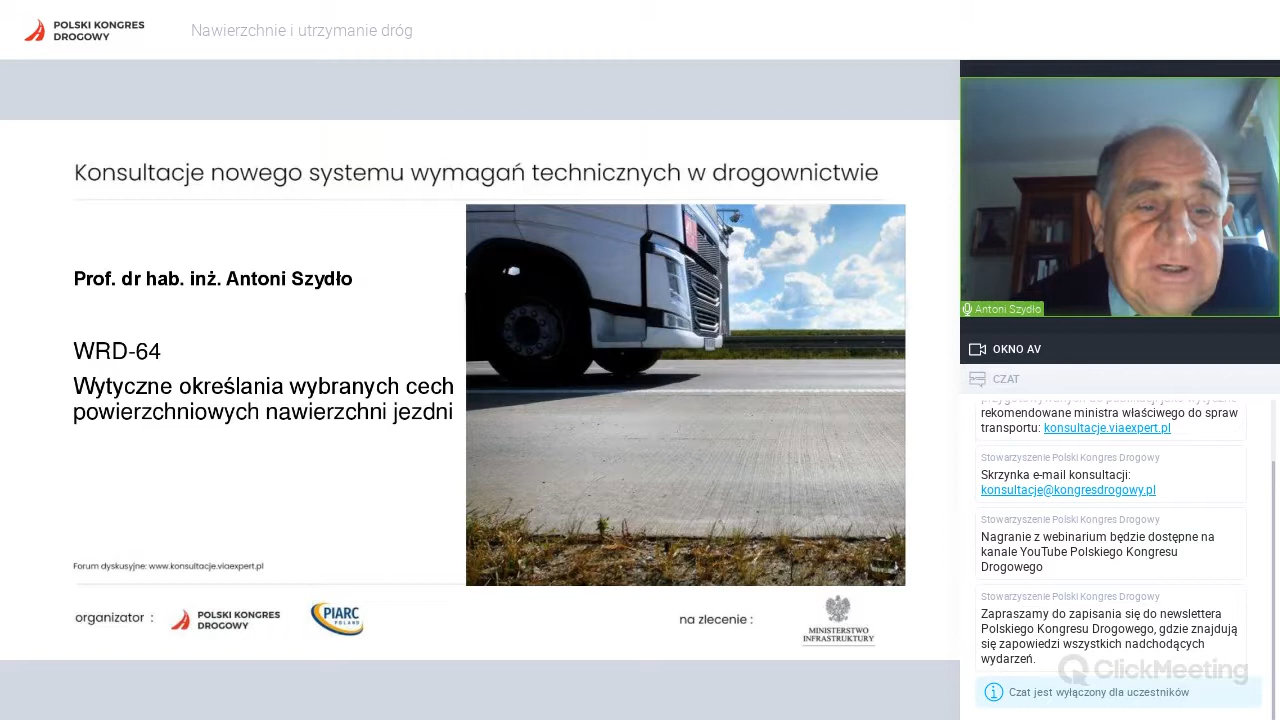 POLSKI KONGRES
DROGOWY
Nawierzchnie i utrzymanie dróg
Konsultacje nowego systemu wymagań technicznych w drogownictwie
Prof. dr hab. inż. Antoni Szydło
WRD-64
Wytyczne określania wybranych cech
powierzchniowych nawierzchni jezdni
Forum dyskusyjne: www.konsultacje.viaexpert.pl
organizator :
POLSKI KONGRES
DROGOWY
PIARC
POLAND
na zlecenie :
MINISTERSTWO
INFRASTRUKTURY
Antoni Szydło
OKNO AV
CZAT
rekomendowane ministra właściwego do spraw
transportu: konsultacje.viaexpert.pl
Stowarzyszenie Polski Kongres Drogowy
Skrzynka e-mail konsultacji:
konsultacje@kongresdrogowy.pl
Stowarzyszenie Polski Kongres Drogowy
Nagranie z webinarium będzie dostępne na
kanale YouTube Polskiego Kongresu
Drogowego
Stowarzyszenie Polski Kongres Drogowy
Zapraszamy do zapisania się do newslettera
Polskiego Kongresu Drogowego, gdzie znajdują
się zapowiedzi wszystkich nadchodzących
wydarzeń.
ClickMeeting
Czat jest wyłączony dla uczestników